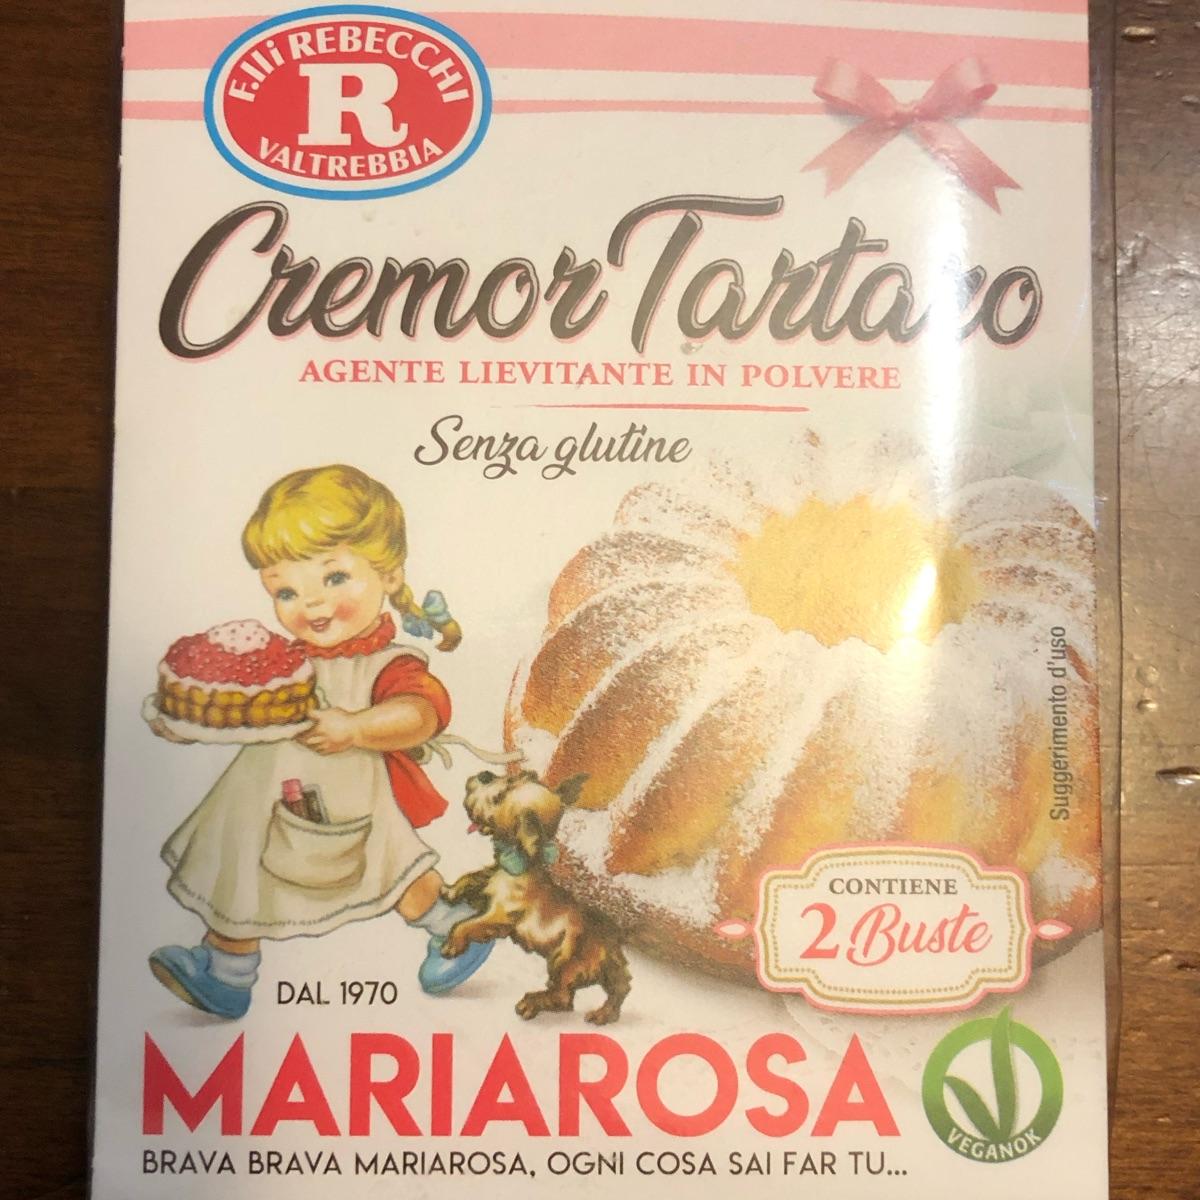 F.lli REBECCHI
R
VALTREBBIA
Cremor Tartaro
AGENTE LIEVITANTE IN POLVERE
Senza glutine
Suggerimento d'uso
CONTIENE
2 Buste
DAL 1970
MARIAROSA
VEGANOK
BRAVA BRAVA MARIAROSA, OGNI COSA SAI FAR TU...